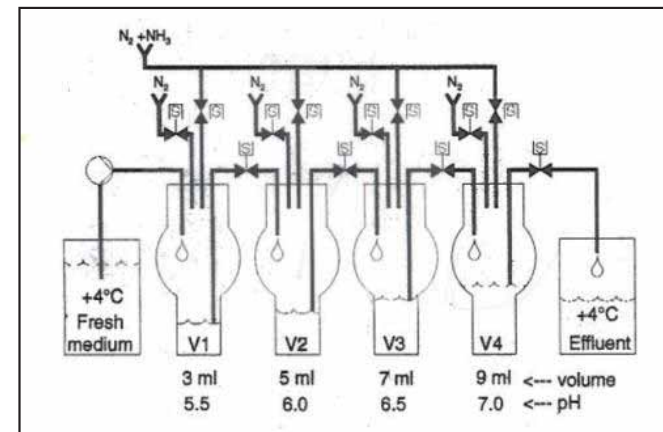 N₂ +NH₃
N₂ N₂ N₂ N₂
S G S G S G S G
S S S S
+4°C
Fresh
medium
V1 V2 V3 V4
+4°C
Effluent
3 ml 5 ml 7 ml 9 ml <--- volume
5.5 6.0 6.5 7.0 <--- pH